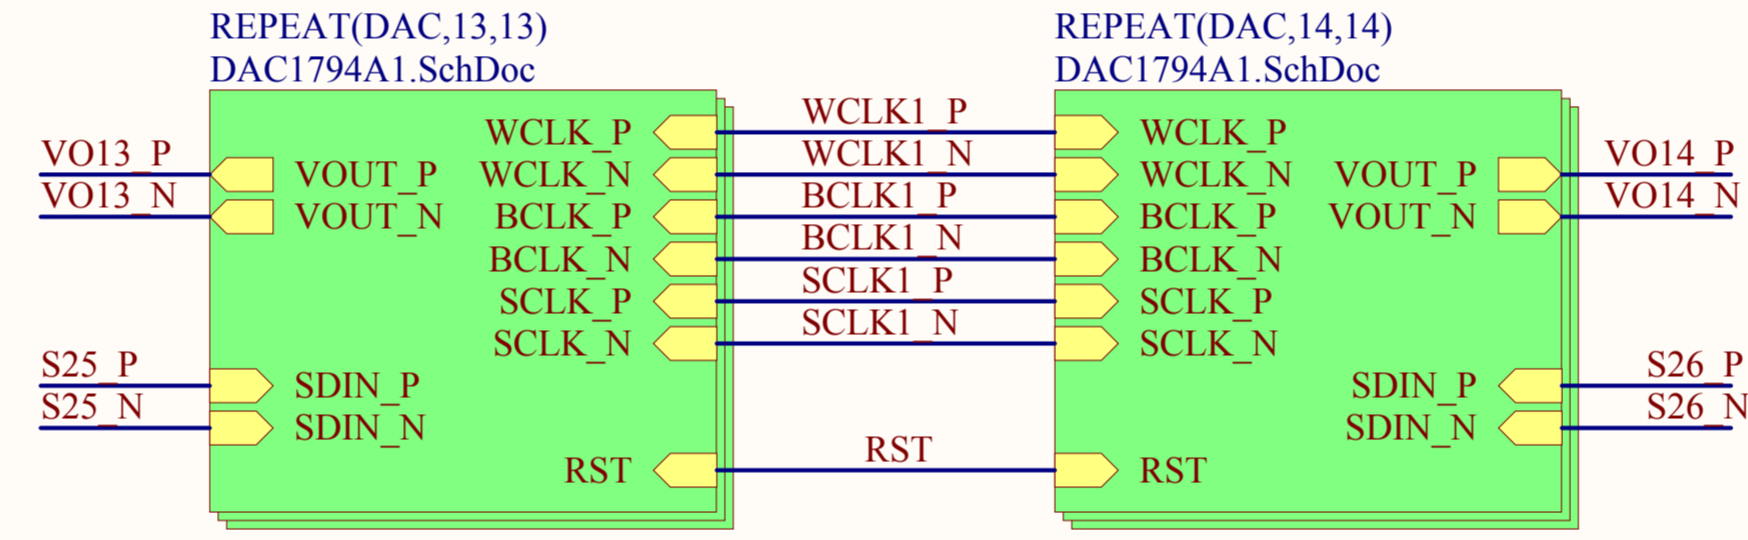 REPEAT(DAC,13,13)
DAC1794A1.SchDoc
REPEAT(DAC,14,14)
DAC1794A1.SchDoc
VO13_P
VO13_N
S25_P
S25_N
VOUT_P
VOUT_N
SDIN_P
SDIN_N
WCLK_P
WCLK_N
BCLK_P
BCLK_N
SCLK_P
SCLK_N
RST
WCLK1_P
WCLK1_N
BCLK1_P
BCLK1_N
SCLK1_P
SCLK1_N
RST
WCLK_P
WCLK_N
BCLK_P
BCLK_N
SCLK_P
SCLK_N
RST
VOUT_P
VOUT_N
SDIN_P
SDIN_N
VO14_P
VO14_N
S26_P
S26_N